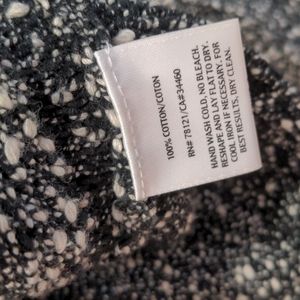 100% COTTON/COTON
RN# 78121/CA#34460
HAND WASH COLD, NO BLEACH.
RESHAPE AND LAY FLAT TO DRY.
COOL IRON IF NECESSARY. FOR
BEST RESULTS, DRY CLEAN.